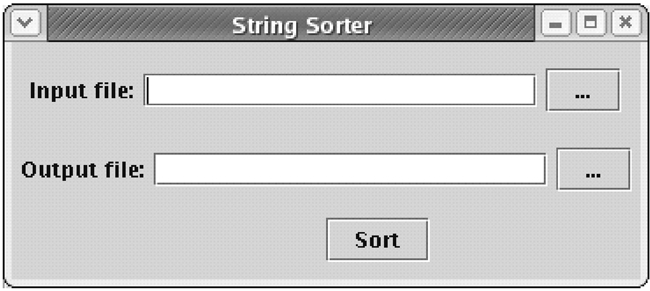 String Sorter
Input file: ...
Output file: ...
Sort